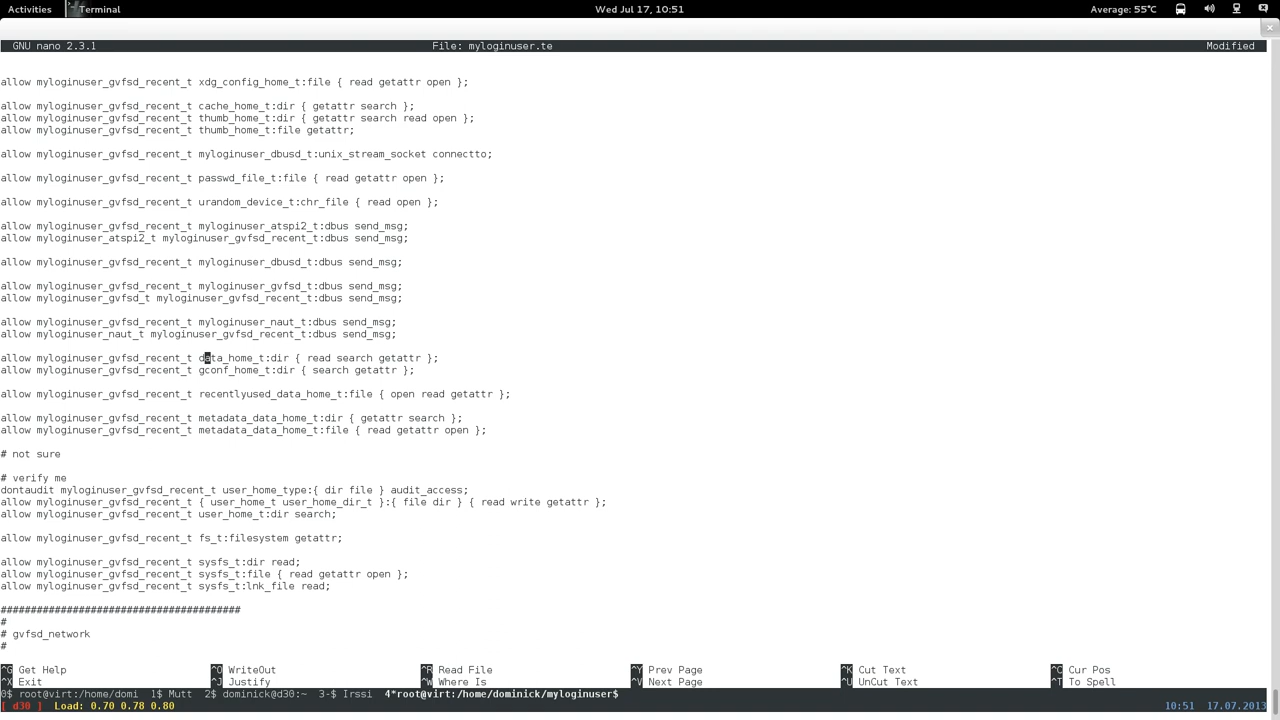 Activities Terminal Wed Jul 17, 10:51 Average: 55°C
GNU nano 2.3.1 File: myloginuser.te Modified
allow myloginuser_gvfsd_recent_t xdg_config_home_t:file { read getattr open };
allow myloginuser_gvfsd_recent_t cache_home_t:dir { getattr search };
allow myloginuser_gvfsd_recent_t thumb_home_t:dir { getattr search read open };
allow myloginuser_gvfsd_recent_t thumb_home_t:file getattr;
allow myloginuser_gvfsd_recent_t myloginuser_dbusd_t:unix_stream_socket connectto;
allow myloginuser_gvfsd_recent_t passwd_file_t:file { read getattr open };
allow myloginuser_gvfsd_recent_t urandom_device_t:chr_file { read open };
allow myloginuser_gvfsd_recent_t myloginuser_atspi2_t:dbus send_msg;
allow myloginuser_atspi2_t myloginuser_gvfsd_recent_t:dbus send_msg;
allow myloginuser_gvfsd_recent_t myloginuser_dbusd_t:dbus send_msg;
allow myloginuser_gvfsd_recent_t myloginuser_gvfsd_t:dbus send_msg;
allow myloginuser_gvfsd_t myloginuser_gvfsd_recent_t:dbus send_msg;
allow myloginuser_gvfsd_recent_t myloginuser_naut_t:dbus send_msg;
allow myloginuser_naut_t myloginuser_gvfsd_recent_t:dbus send_msg;
allow myloginuser_gvfsd_recent_t data_home_t:dir { read search getattr };
allow myloginuser_gvfsd_recent_t gconf_home_t:dir { search getattr };
allow myloginuser_gvfsd_recent_t recentlyused_data_home_t:file { open read getattr };
allow myloginuser_gvfsd_recent_t metadata_data_home_t:dir { getattr search };
allow myloginuser_gvfsd_recent_t metadata_data_home_t:file { read getattr open };
# not sure
# verify me
dontaudit myloginuser_gvfsd_recent_t user_home_type:{ dir file } audit_access;
allow myloginuser_gvfsd_recent_t { user_home_t user_home_dir_t }:{ file dir } { read write getattr };
allow myloginuser_gvfsd_recent_t user_home_t:dir search;
allow myloginuser_gvfsd_recent_t fs_t:filesystem getattr;
allow myloginuser_gvfsd_recent_t sysfs_t:dir read;
allow myloginuser_gvfsd_recent_t sysfs_t:file { read getattr open };
allow myloginuser_gvfsd_recent_t sysfs_t:lnk_file read;
########################################
#
# gvfsd_network
#
^G Get Help ^O WriteOut ^R Read File ^Y Prev Page ^K Cut Text ^C Cur Pos
^X Exit ^J Justify ^W Where Is ^V Next Page ^U UnCut Text ^T To Spell
0$ root@virt:/home/domi 1$ Mutt 2$ dominick@d30:~ 3-$ Irssi 4*root@virt:/home/dominick/myloginuser$
[ d30 ] Load: 0.70 0.78 0.80 10:51 17.07.2013